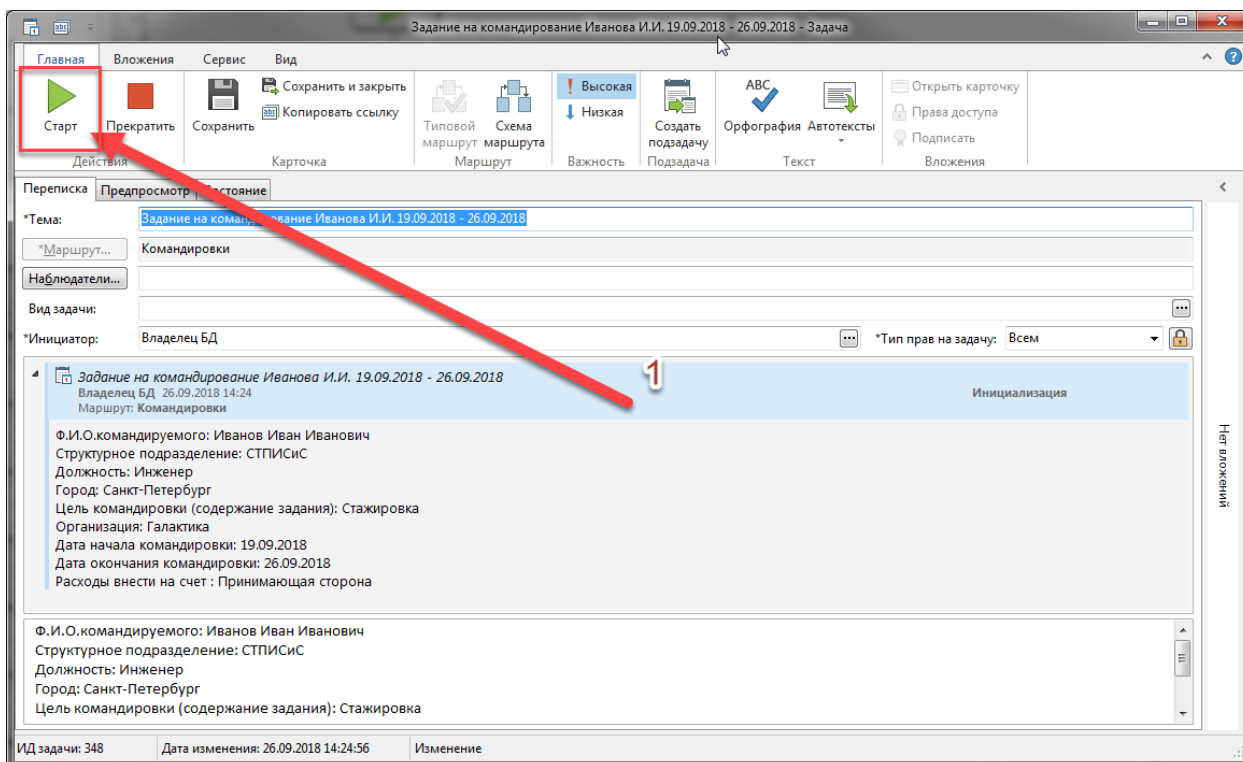 Задание на командирование Иванова И.И. 19.09.2018 - 26.09.2018 - Задача
Главная Вложения Сервис Вид
Старт
Прекратить
Сохранить
Сохранить и закрыть
Копировать ссылку
Типовой маршрут
Схема маршрута
Высокая
Низкая
Создать подзадачу
ABC
Орфография
Автотексты
Открыть карточку
Права доступа
Подписать
Действия Карточка Маршрут Важность Подзадача Текст Вложения
Переписка Предпросмотр Состояние
*Тема: Задание на командирование Иванова И.И. 19.09.2018 - 26.09.2018
*Маршрут... Командировки
Наблюдатели...
Вид задачи:
*Инициатор: Владелец БД *Тип прав на задачу: Всем
1
Задание на командирование Иванова И.И. 19.09.2018 - 26.09.2018
Владелец БД 26.09.2018 14:24 Инициализация
Маршрут: Командировки
Ф.И.О.командируемого: Иванов Иван Иванович
Структурное подразделение: СТПИСиС
Должность: Инженер
Город: Санкт-Петербург
Цель командировки (содержание задания): Стажировка
Организация: Галактика
Дата начала командировки: 19.09.2018
Дата окончания командировки: 26.09.2018
Расходы внести на счет : Принимающая сторона
Нет вложений
Ф.И.О.командируемого: Иванов Иван Иванович
Структурное подразделение: СТПИСиС
Должность: Инженер
Город: Санкт-Петербург
Цель командировки (содержание задания): Стажировка
ИД задачи: 348 Дата изменения: 26.09.2018 14:24:56 Изменение